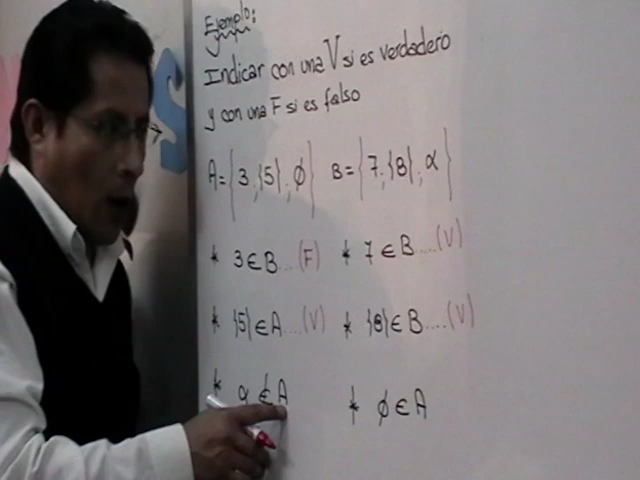 Ejemplo:
Indicar con una V si es verdadero
y con una F si es falso
A={3,{5},ø} B={7,{8},α}
* 3∈B....(F) * 7∈B....(V)
* {5}∈A....(V) * {8}∈B....(V)
* α∉A * ø∈A
S